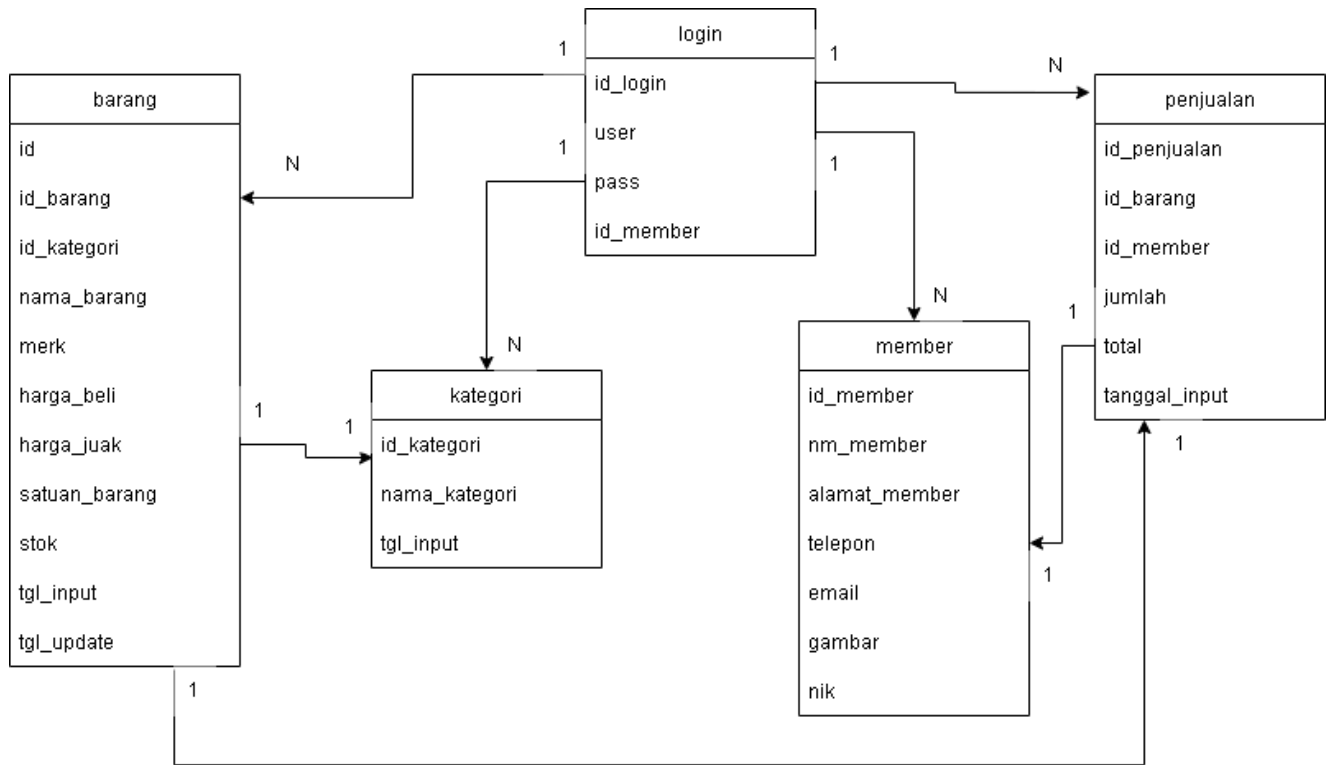 login
id_login
user
pass
id_member
1
1
1
1
N
N
N
N
barang
id
id_barang
id_kategori
nama_barang
merk
harga_beli
harga_juak
satuan_barang
stok
tgl_input
tgl_update
1
1
kategori
id_kategori
nama_kategori
tgl_input
1
member
id_member
nm_member
alamat_member
telepon
email
gambar
nik
1
penjualan
id_penjualan
id_barang
id_member
jumlah
total
tanggal_input
1
1